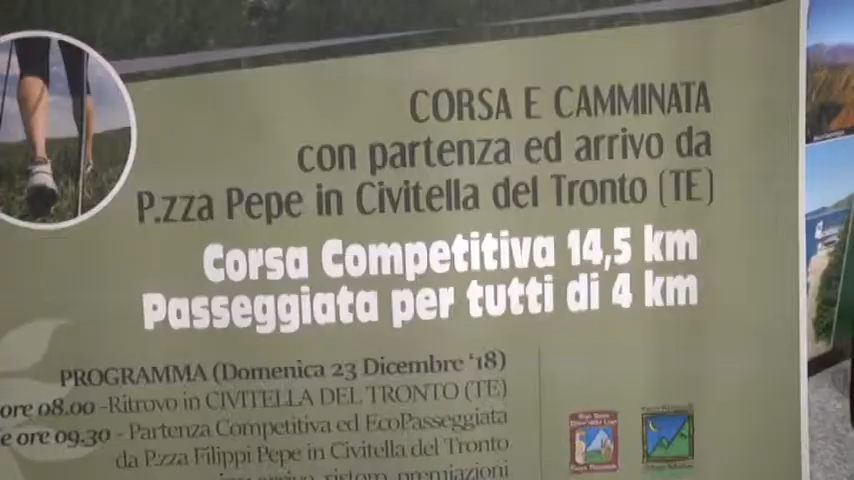 CORSA E CAMMINATA
con partenza ed arrivo da
P.zza Pepe in Civitella del Tronto (TE)
Corsa Competitiva 14,5 km
Passeggiata per tutti di 4 km
PROGRAMMA (Domenica 23 Dicembre '18)
ore 08.00 -Ritrovo in CIVITELLA DEL TRONTO (TE)
e ore 09.30 - Partenza Competitiva ed EcoPasseggiata
da P.zza Filippi Pepe in Civitella del Tronto
ristoro, premiazioni